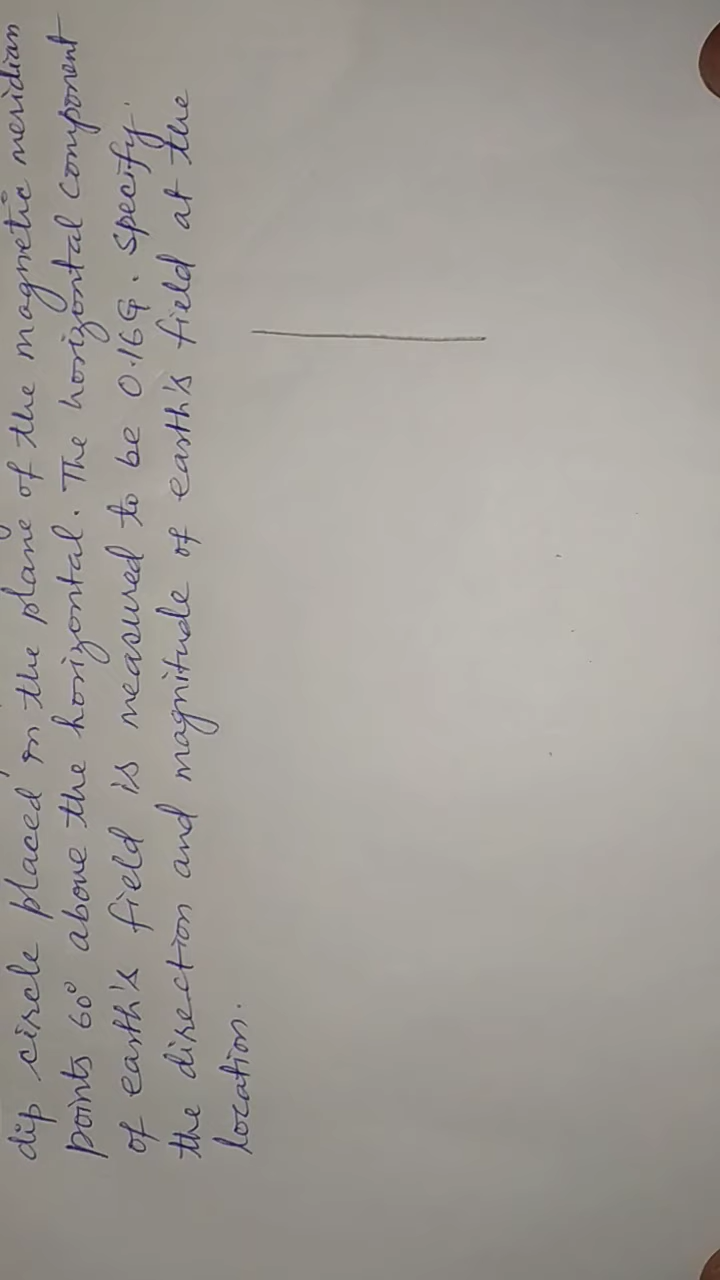 dip circle placed in the plane of the magnetic meridian
points 60° above the horizontal. The horizontal component
of earth's field is measured to be 0.16G. Specify
the direction and magnitude of earth's field at the
location.